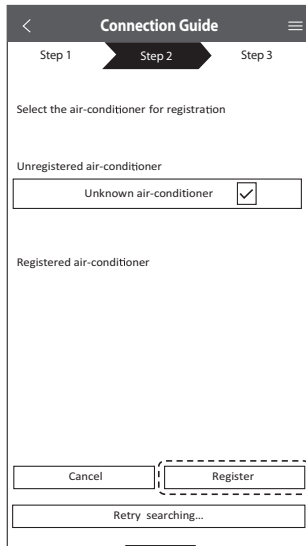 Connection Guide
Step 1 Step 2 Step 3
Select the air-conditioner for registration
Unregistered air-conditioner
Unknown air-conditioner
Registered air-conditioner
Cancel Register
Retry searching...